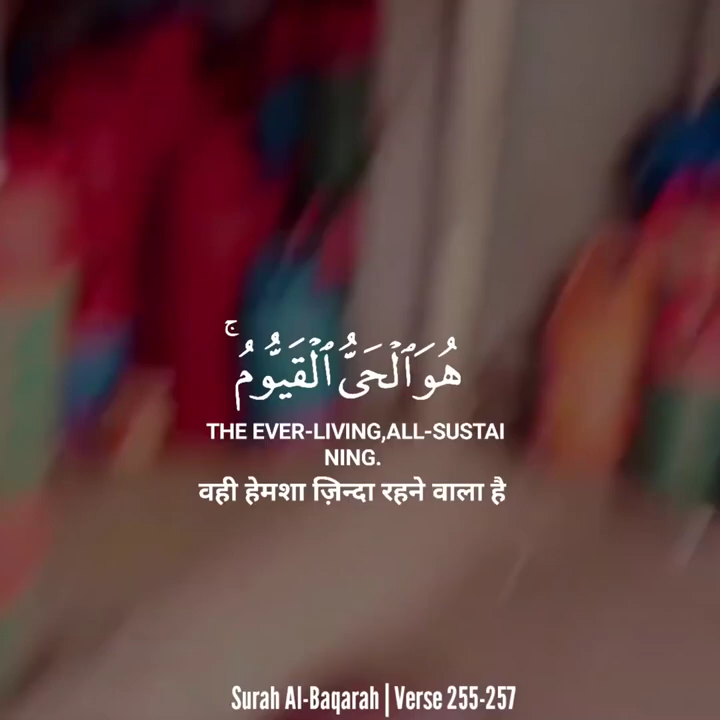 هُوَ ٱلۡحَىُّ ٱلۡقَيُّومُۚ
THE EVER-LIVING,ALL-SUSTAI
NING.
वही हेमशा ज़िन्दा रहने वाला है
Surah Al-Baqarah | Verse 255-257